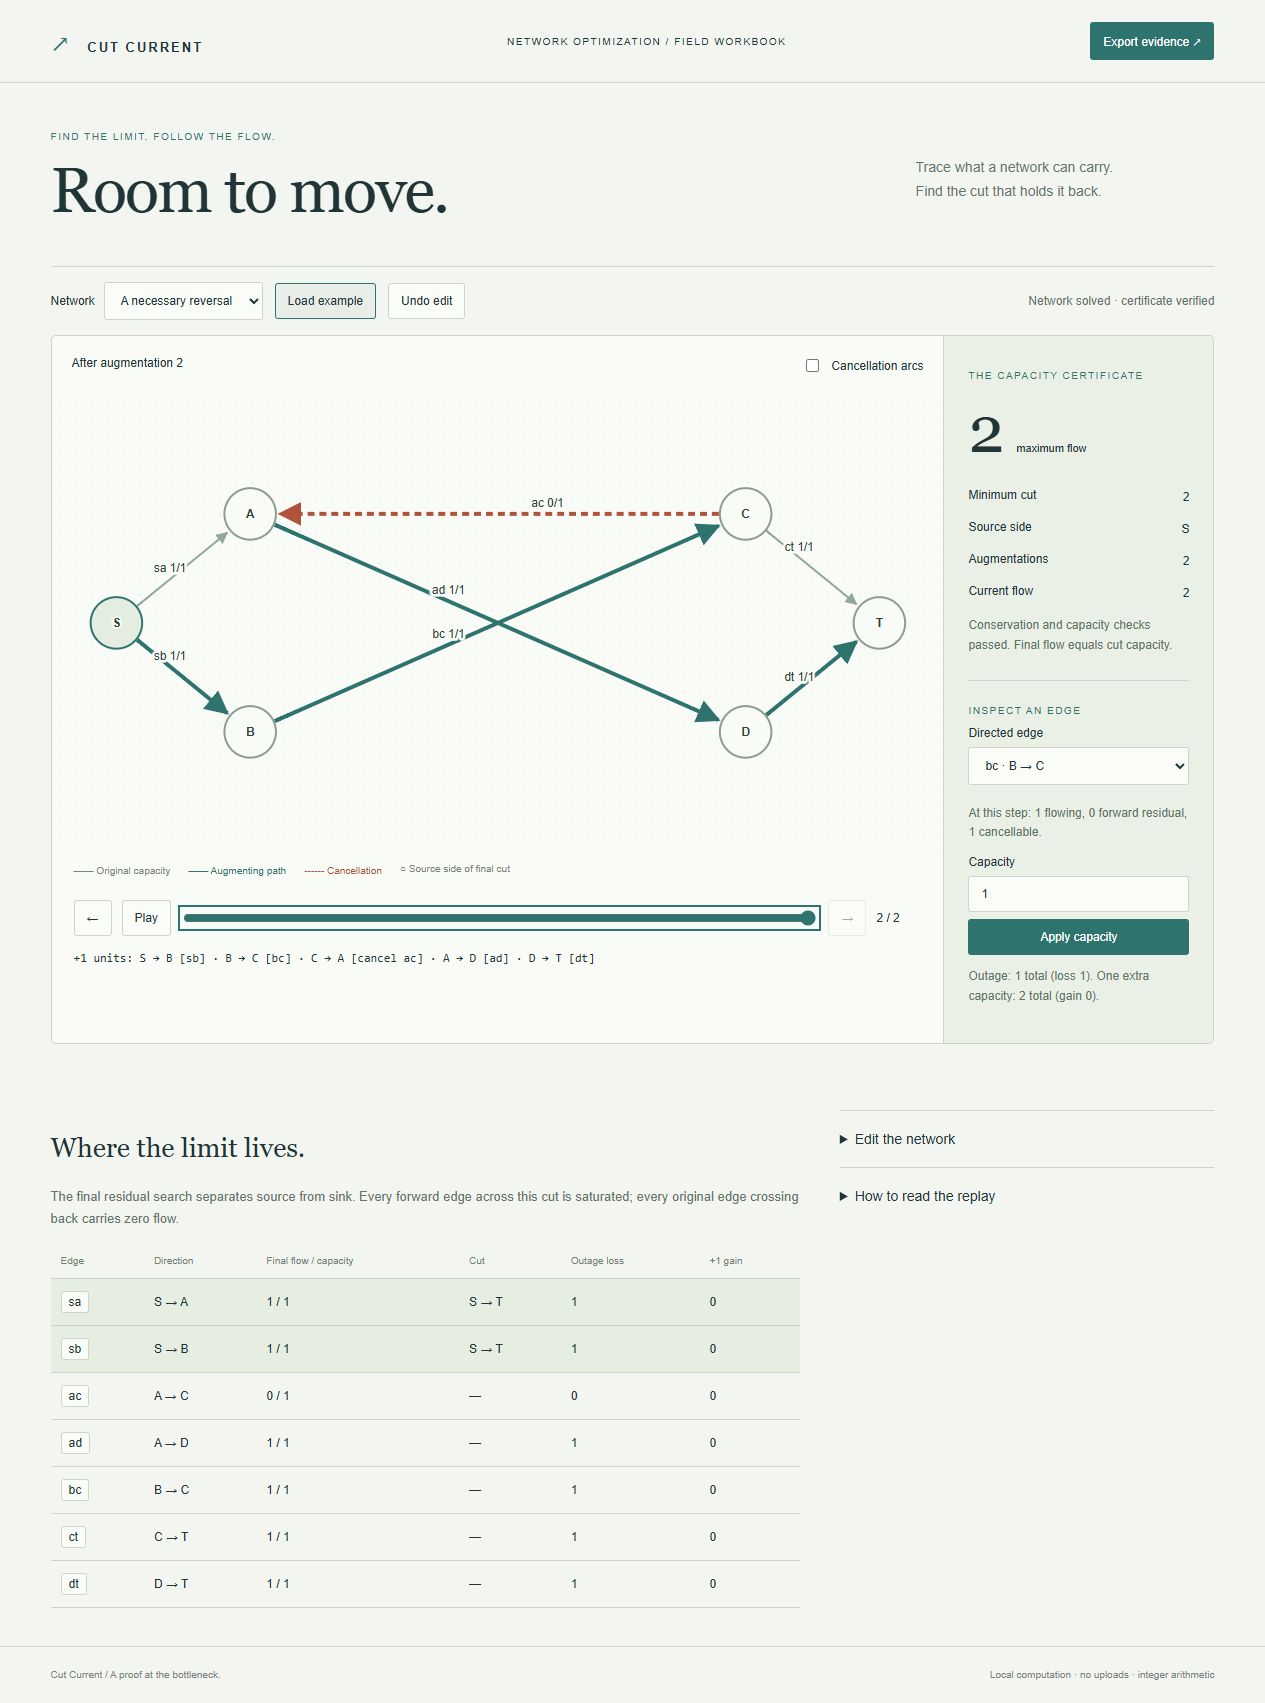 ↗ CUT CURRENT
NETWORK OPTIMIZATION / FIELD WORKBOOK
Export evidence ↗
FIND THE LIMIT. FOLLOW THE FLOW.
Room to move.
Trace what a network can carry.
Find the cut that holds it back.
Network
A necessary reversal
Load example
Undo edit
Network solved · certificate verified
After augmentation 2
Cancellation arcs
ac 0/1
A
C
sa 1/1
ct 1/1
ad 1/1
S
T
bc 1/1
sb 1/1
dt 1/1
B
D
—— Original capacity
—— Augmenting path
------ Cancellation
○ Source side of final cut
←
Play
→
2 / 2
+1 units: S → B [sb] · B → C [bc] · C → A [cancel ac] · A → D [ad] · D → T [dt]
THE CAPACITY CERTIFICATE
2 maximum flow
Minimum cut 2
Source side S
Augmentations 2
Current flow 2
Conservation and capacity checks
passed. Final flow equals cut capacity.
INSPECT AN EDGE
Directed edge
bc · B → C
At this step: 1 flowing, 0 forward residual,
1 cancellable.
Capacity
1
Apply capacity
Outage: 1 total (loss 1). One extra
capacity: 2 total (gain 0).
Where the limit lives.
The final residual search separates source from sink. Every forward edge across this cut is saturated; every original edge crossing
back carries zero flow.
Edge Direction Final flow / capacity Cut Outage loss +1 gain
sa S → A 1 / 1 S → T 1 0
sb S → B 1 / 1 S → T 1 0
ac A → C 0 / 1 — 0 0
ad A → D 1 / 1 — 1 0
bc B → C 1 / 1 — 1 0
ct C → T 1 / 1 — 1 0
dt D → T 1 / 1 — 1 0
▶ Edit the network
▶ How to read the replay
Cut Current / A proof at the bottleneck.
Local computation · no uploads · integer arithmetic